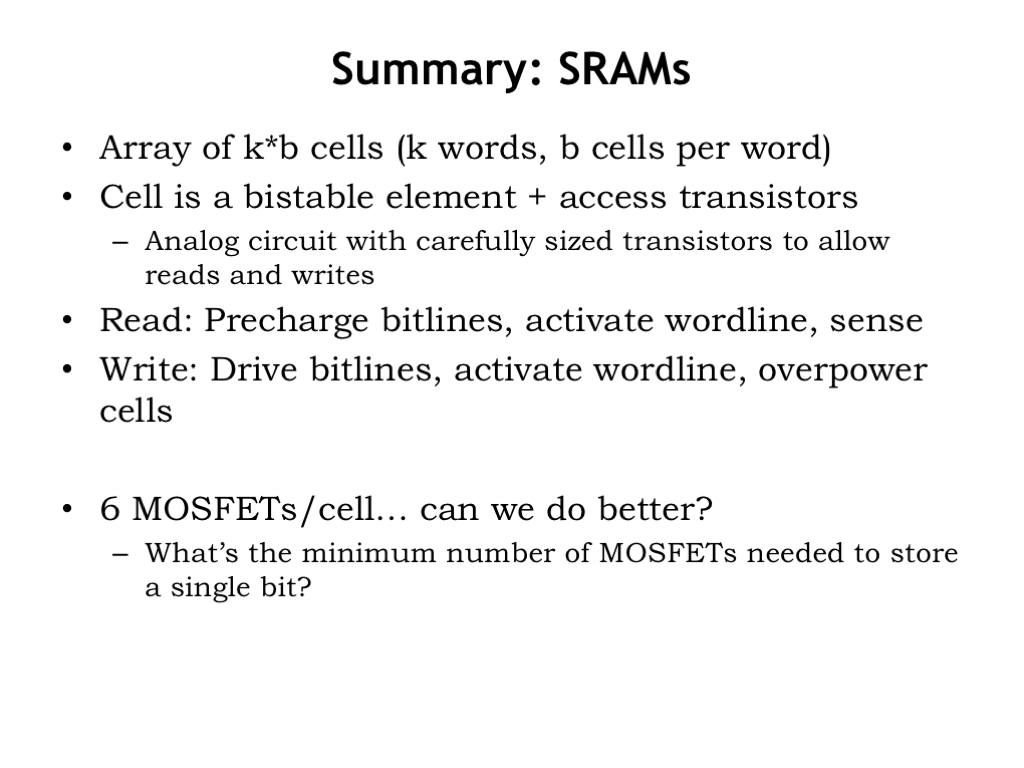 Summary: SRAMs
• Array of k*b cells (k words, b cells per word)
• Cell is a bistable element + access transistors
– Analog circuit with carefully sized transistors to allow
reads and writes
• Read: Precharge bitlines, activate wordline, sense
• Write: Drive bitlines, activate wordline, overpower
cells
• 6 MOSFETs/cell… can we do better?
– What’s the minimum number of MOSFETs needed to store
a single bit?